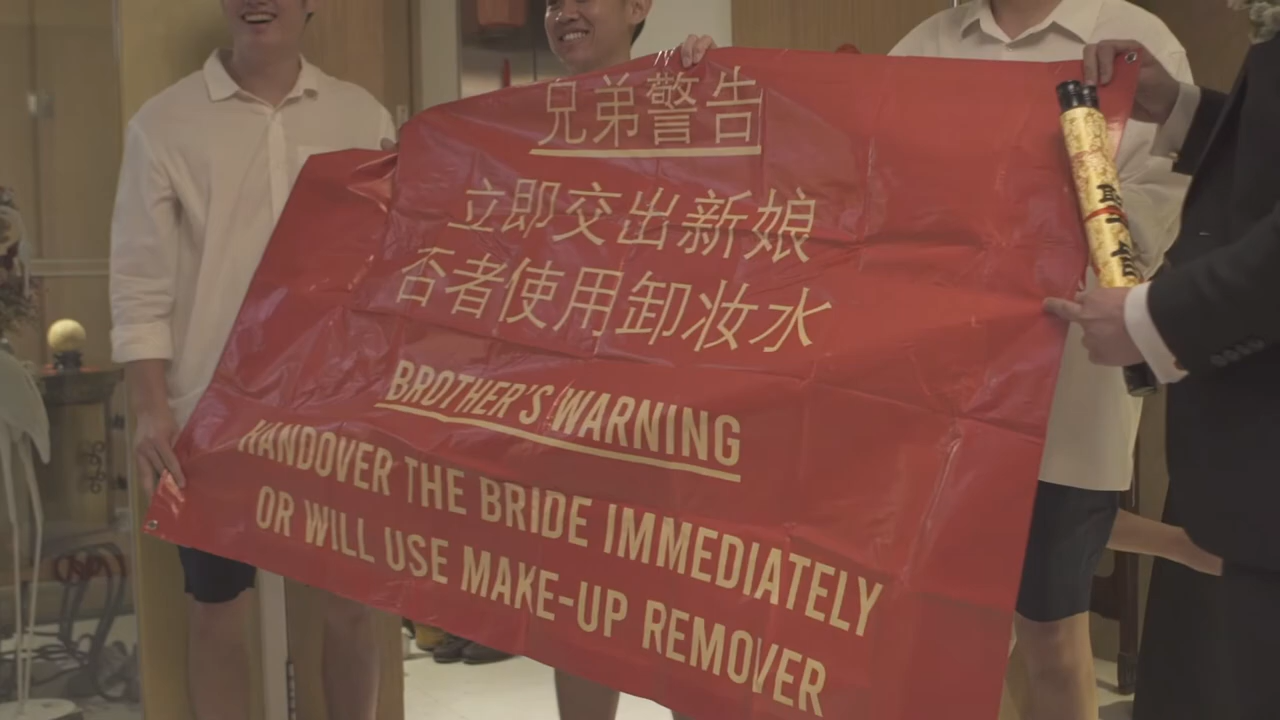 兄弟警告
立即交出新娘
否者使用卸妆水
BROTHER'S WARNING
HANDOVER THE BRIDE IMMEDIATELY
OR WILL USE MAKE-UP REMOVER